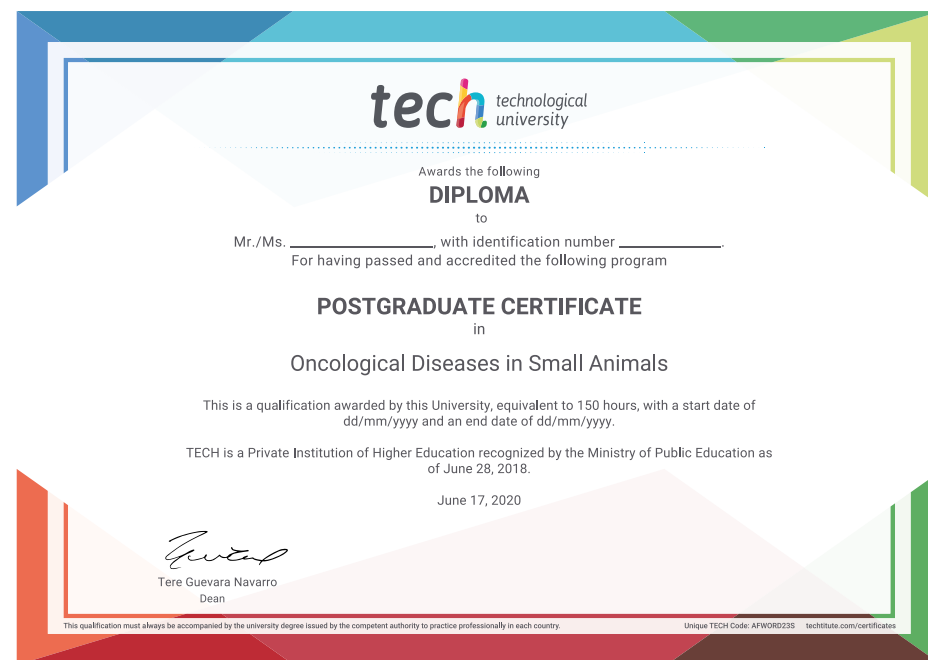 tech technological
university
Awards the following
DIPLOMA
to
Mr./Ms. ____________________, with identification number ______________.
For having passed and accredited the following program
POSTGRADUATE CERTIFICATE
in
Oncological Diseases in Small Animals
This is a qualification awarded by this University, equivalent to 150 hours, with a start date of
dd/mm/yyyy and an end date of dd/mm/yyyy.
TECH is a Private Institution of Higher Education recognized by the Ministry of Public Education as
of June 28, 2018.
June 17, 2020
Tere Guevara Navarro
Dean
This qualification must always be accompanied by the university degree issued by the competent authority to practice professionally in each country.
Unique TECH Code: AFWORD23S techtitute.com/certificates